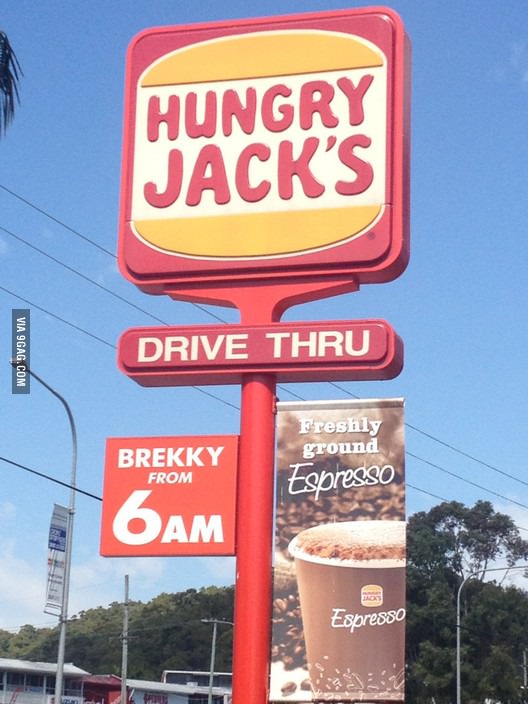 HUNGRY
JACK'S
DRIVE THRU
BREKKY
FROM
6AM
Freshly
ground
Espresso
HUNGRY
JACK'S
Espresso
VIA 9GAG.COM